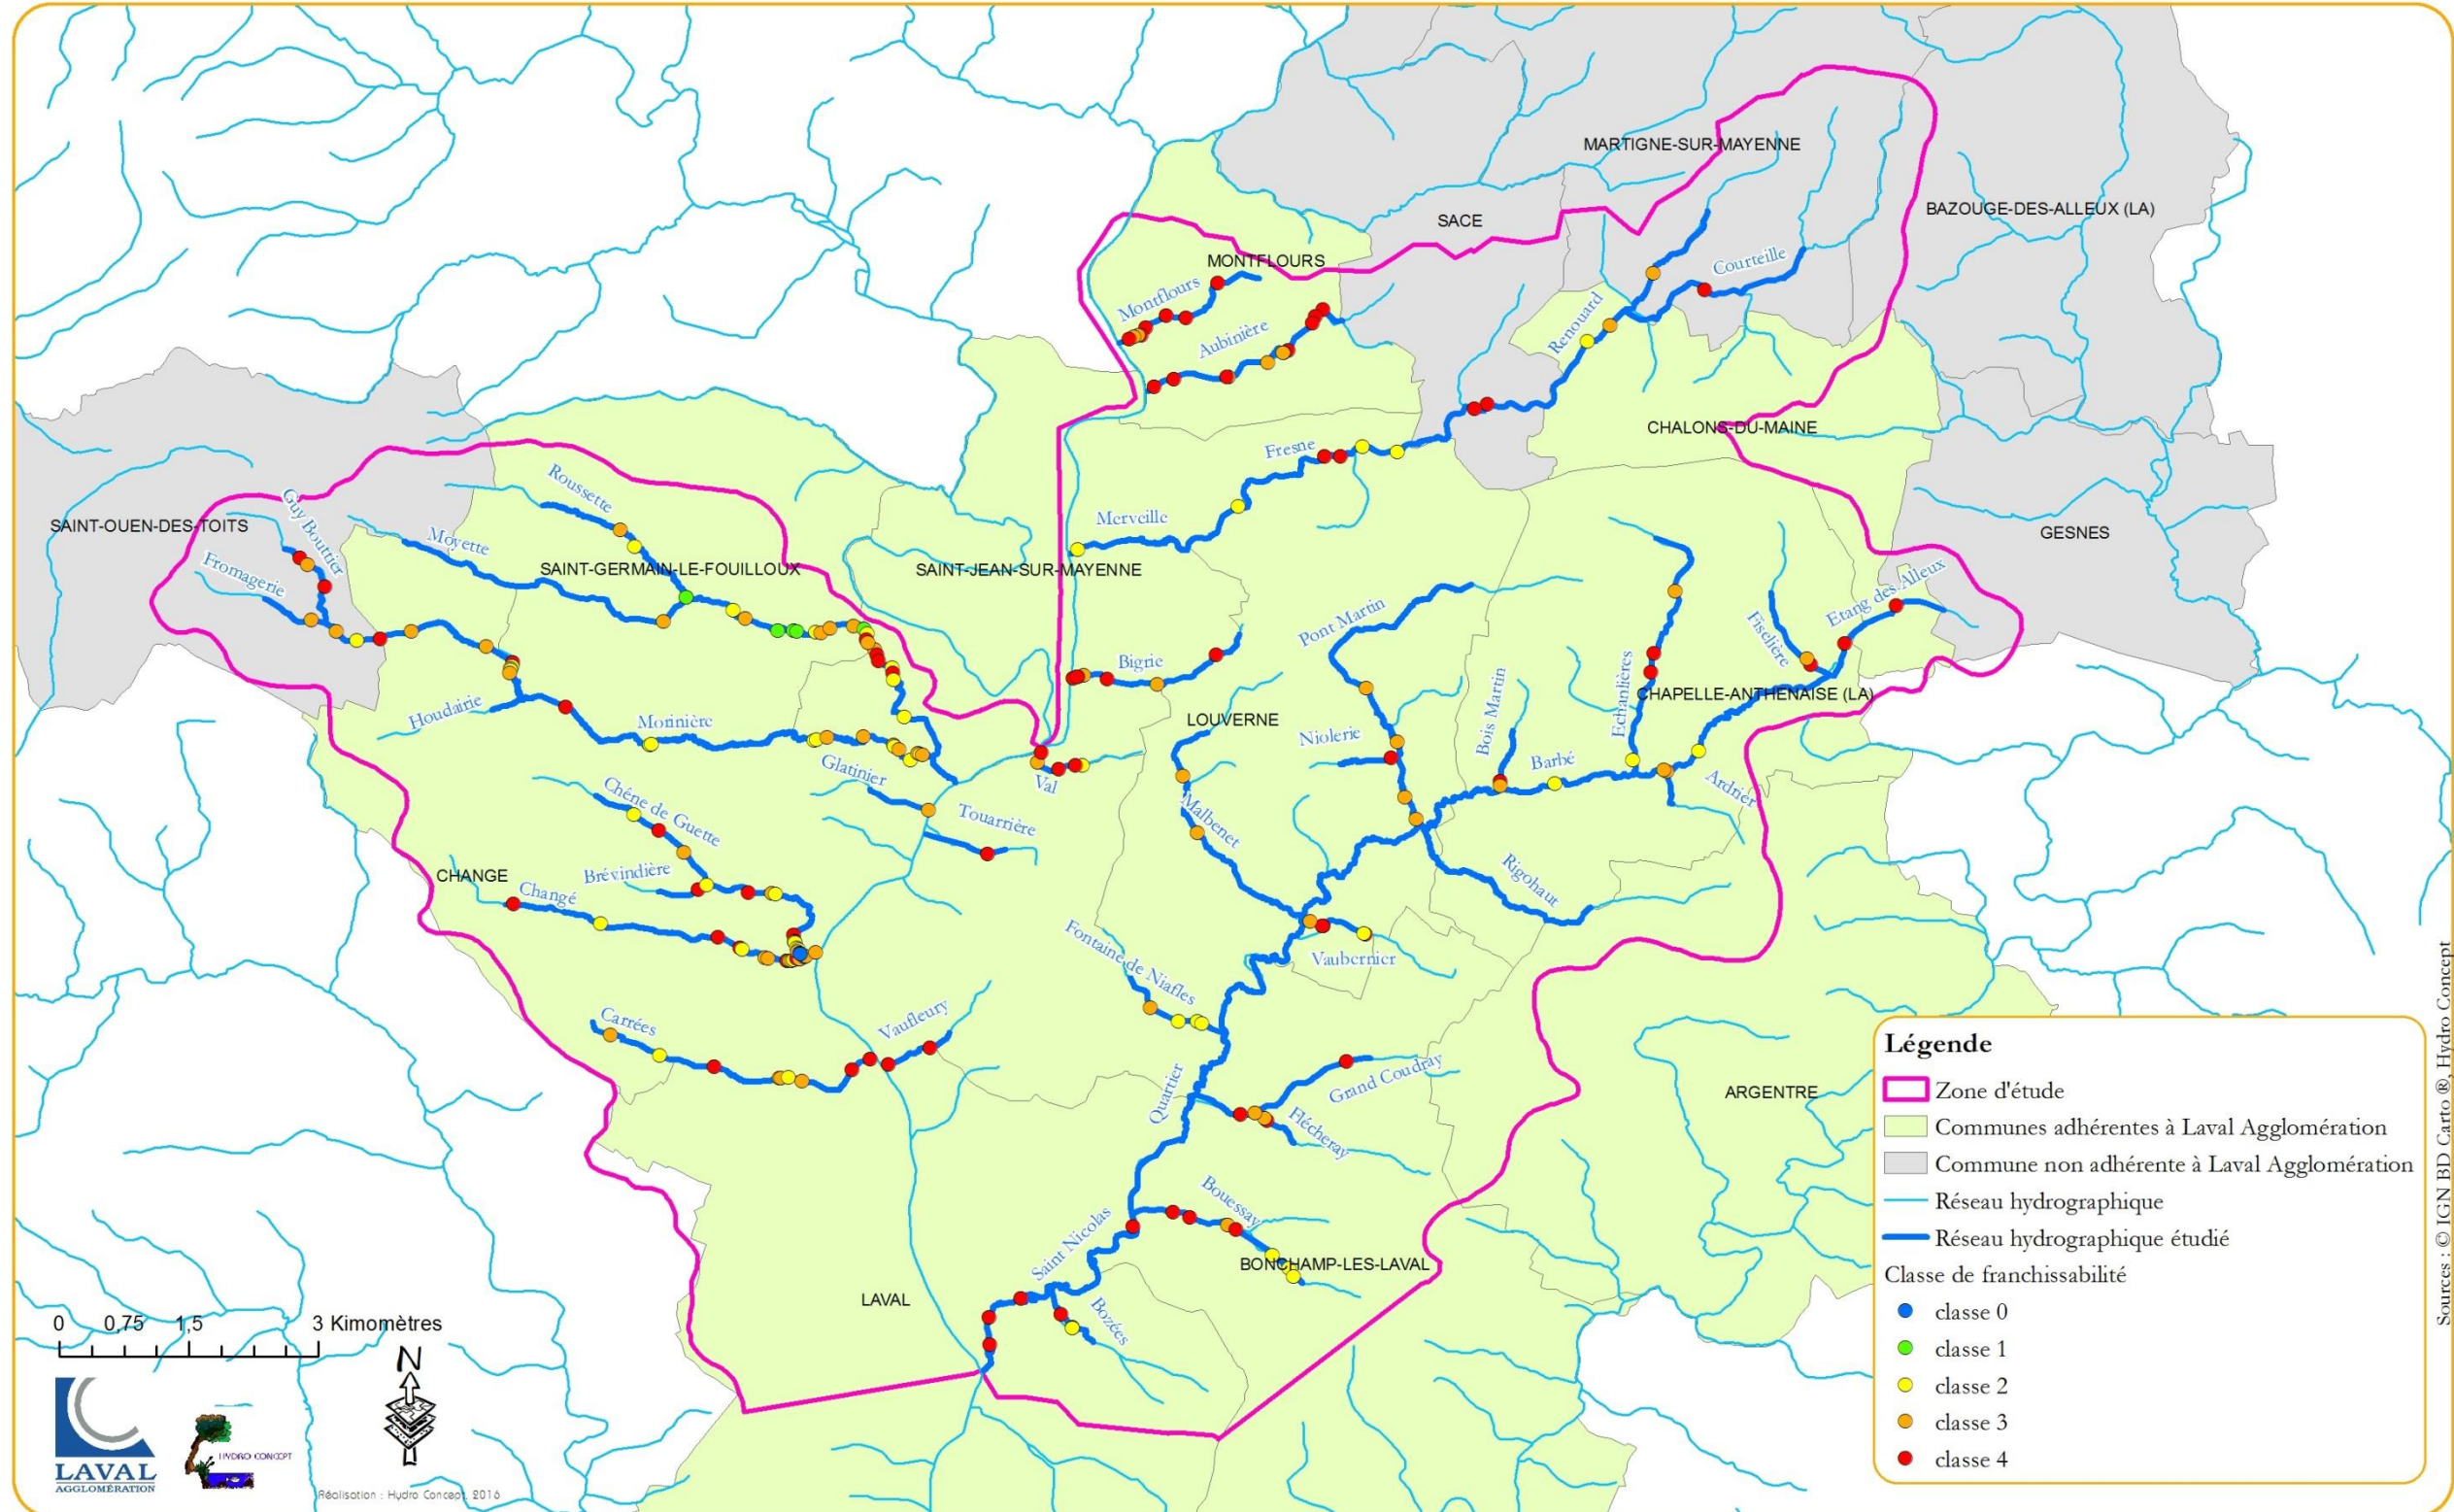 MARTIGNE-SUR-MAYENNE
BAZOUGE-DES-ALLEUX (LA)
SACE
MONTFLOURS
Courteille
Montflours
Renouard
Aubinière
CHALONS-DU-MAINE
Fresne
Roussette
Guy Bouttier
SAINT-OUEN-DES-TOITS
Merveille
GESNES
Moyette
Fromagerie
SAINT-GERMAIN-LE-FOUILLOUX
SAINT-JEAN-SUR-MAYENNE
Etang des Alleux
Pont Martin
Fiselière
Bigrie
Echanlières
CHAPELLE-ANTHENAISE (LA)
Houdairie
Morinière
LOUVERNE
Bois Martin
Niolerie
Glatinier
Val
Barbé
Ardrier
Chêne de Guette
Touarrière
Malbenet
CHANGE
Brévindière
Changé
Rigohaut
Fontaine de Niafles
Vaubernier
Carrées
Vaufleury
Quartier
Grand Coudray
Flécheray
ARGENTRE
Bouessay
Saint Nicolas
BONCHAMP-LES-LAVAL
LAVAL
Bozées
Légende
Zone d'étude
Communes adhérentes à Laval Agglomération
Commune non adhérente à Laval Agglomération
Réseau hydrographique
Réseau hydrographique étudié
Classe de franchissabilité
classe 0
classe 1
classe 2
classe 3
classe 4
0 0,75 1,5 3 Kimomètres
N
LAVAL
AGGLOMÉRATION
HYDRO CONCEPT
Réalisation : Hydro Concept, 2016
Sources : © IGN BD Carto ®, Hydro Concept